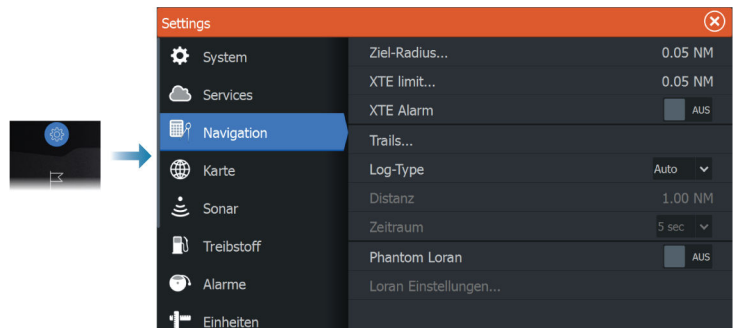 Settings
System
Services
Navigation
Karte
Sonar
Treibstoff
Alarme
Einheiten
Ziel-Radius... 0.05 NM
XTE limit... 0.05 NM
XTE Alarm AUS
Trails...
Log-Type Auto
Distanz 1.00 NM
Zeitraum 5 sec
Phantom Loran AUS
Loran Einstellungen...